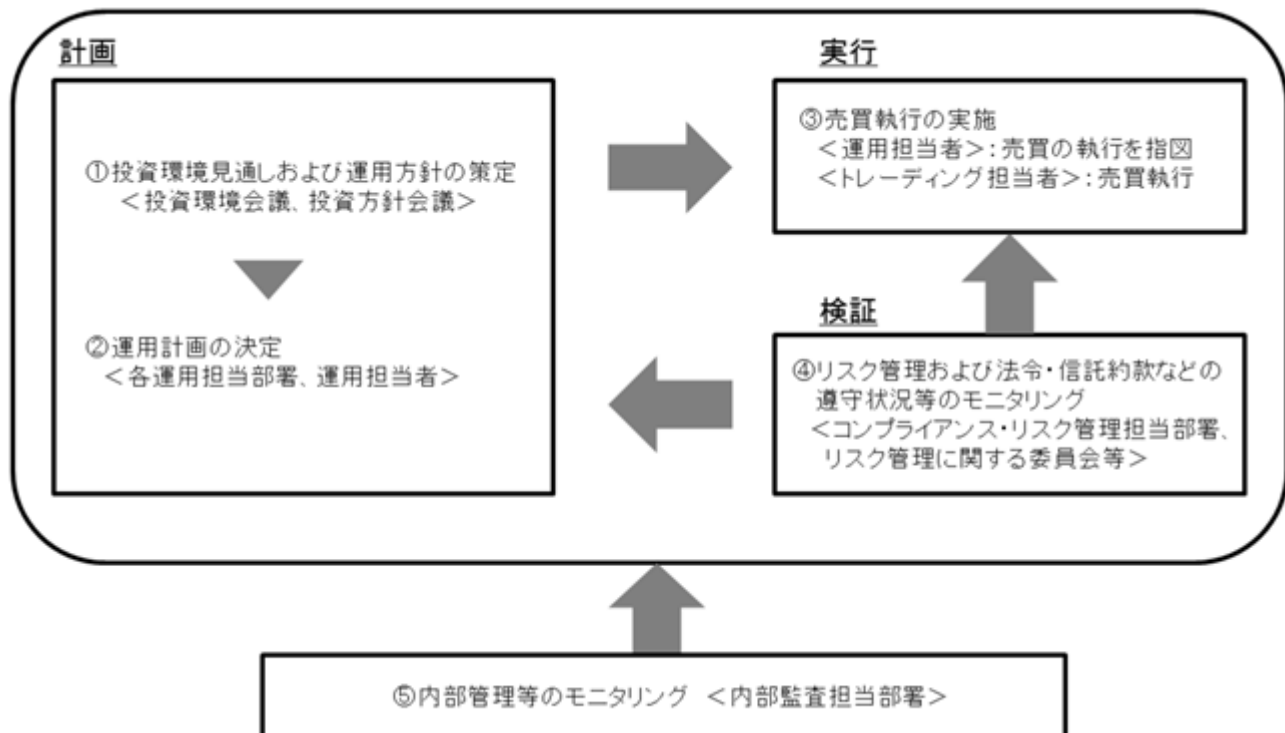 計画
①投資環境見通しおよび運用方針の策定
＜投資環境会議、投資方針会議＞
②運用計画の決定
＜各運用担当部署、運用担当者＞
実行
③売買執行の実施
＜運用担当者＞：売買の執行を指図
＜トレーディング担当者＞：売買執行
検証
④リスク管理および法令・信託約款などの
遵守状況等のモニタリング
＜コンプライアンス・リスク管理担当部署、
リスク管理に関する委員会等＞
⑤内部管理等のモニタリング ＜内部監査担当部署＞